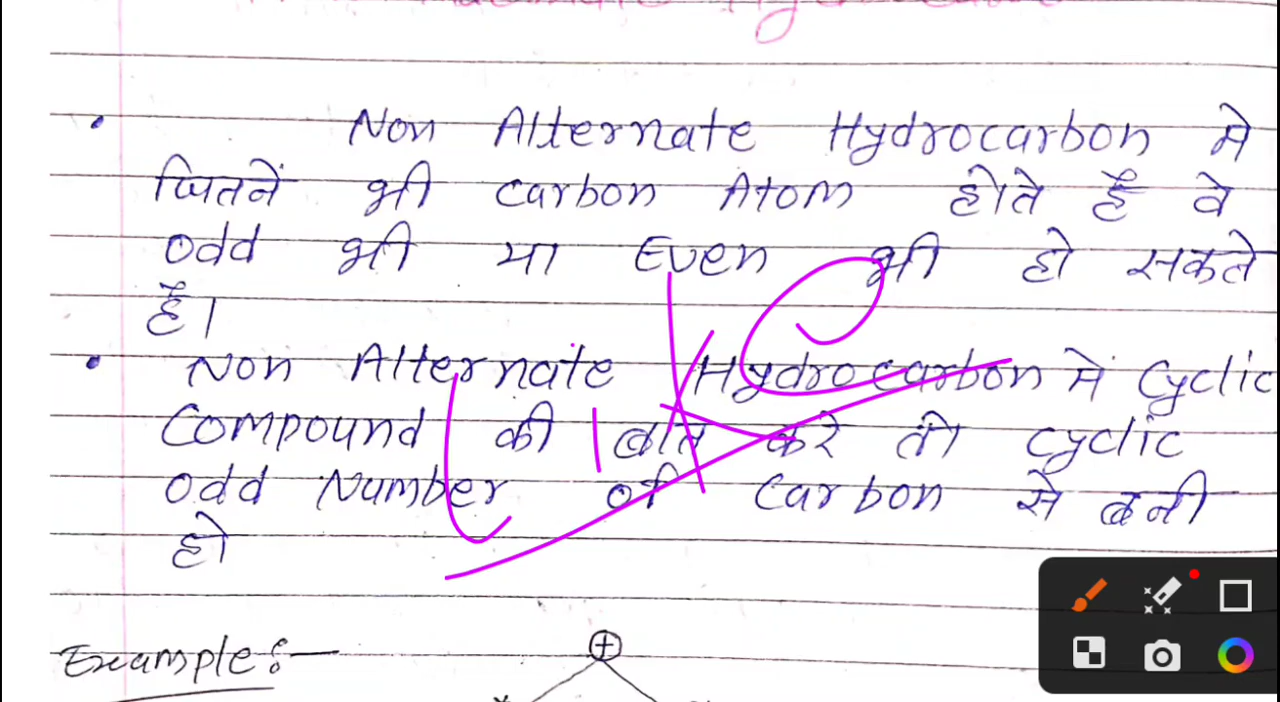 Non Alternate Hydrocarbon मे
जितनें भी Carbon Atom होते है वे
odd भी या Even भी हो सकते
है।
Non Alternate Hydrocarbon में Cyclic
Compound की बात करे तो cyclic
odd Number of Carbon से बनी
हो
Example:-
+